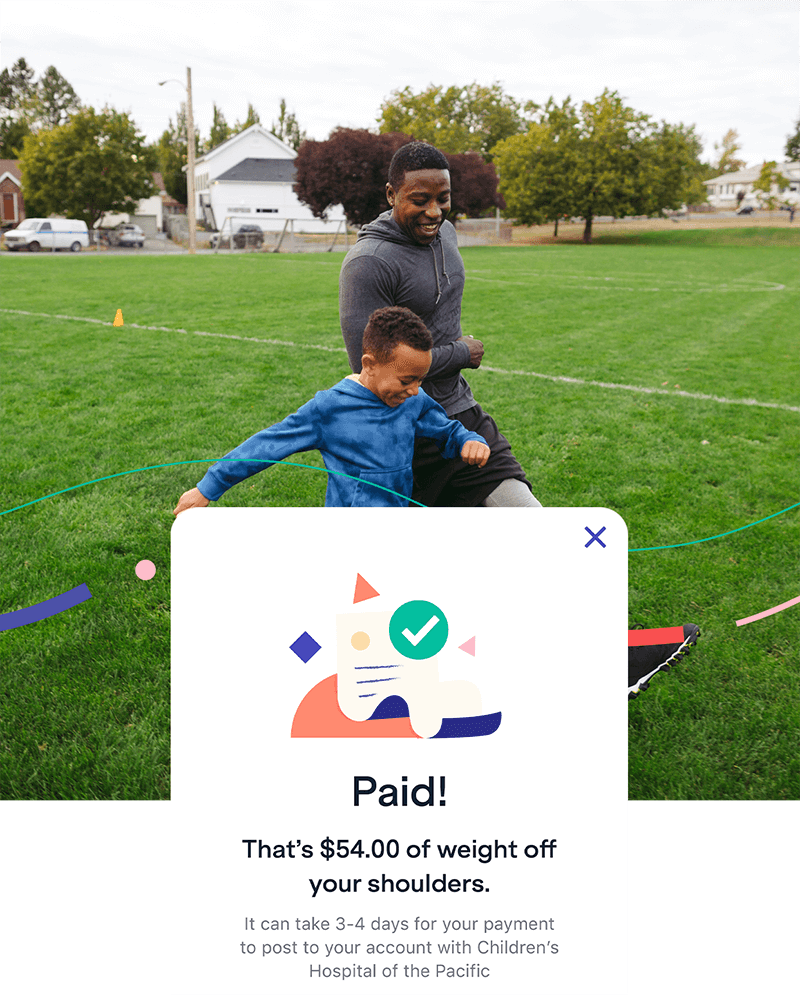 Paid!
That’s $54.00 of weight off
your shoulders.
It can take 3-4 days for your payment
to post to your account with Children’s
Hospital of the Pacific